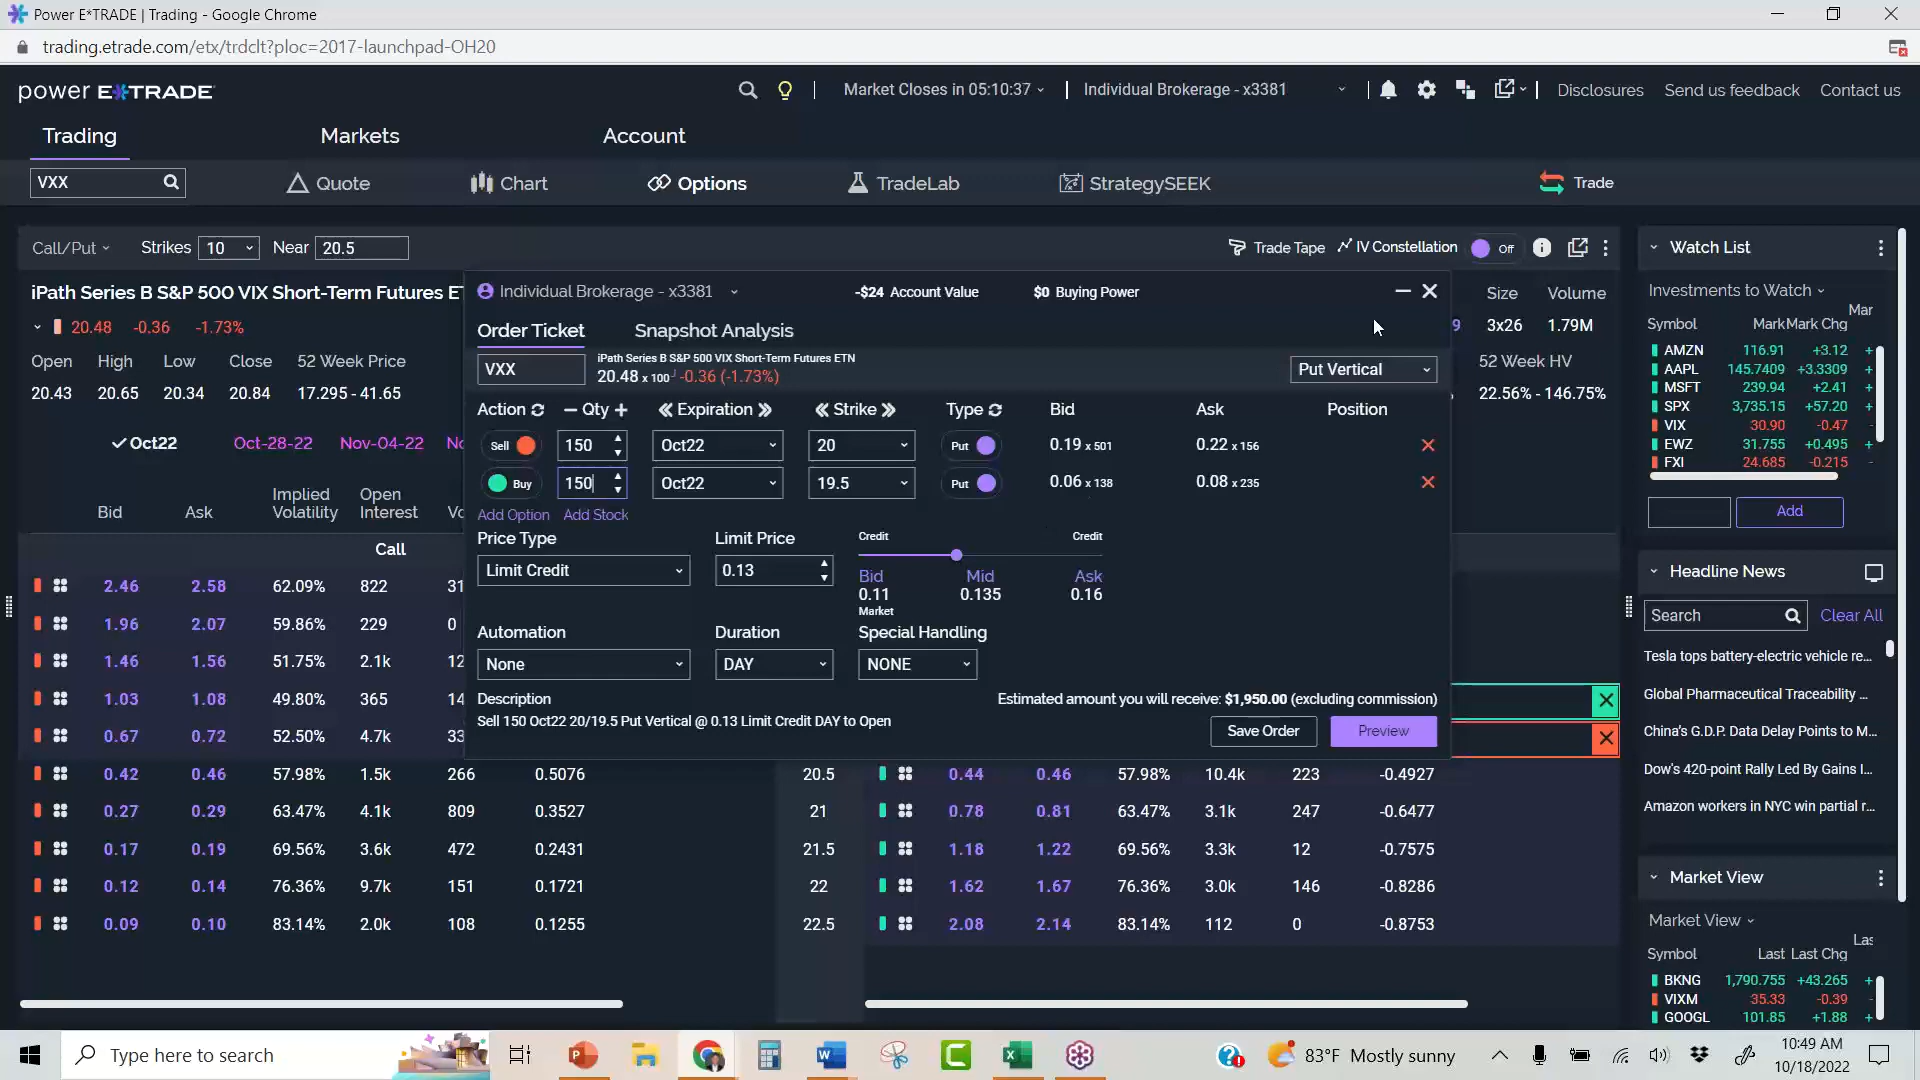 Power E*TRADE | Trading - Google Chrome
trading.etrade.com/etx/trdclt?ploc=2017-launchpad-OH20
power E*TRADE
Market Closes in 05:10:37
Individual Brokerage - x3381
Disclosures
Send us feedback
Contact us
Trading
Markets
Account
VXX
Quote
Chart
Options
TradeLab
StrategySEEK
Trade
Call/Put
Strikes
10
Near
20.5
Trade Tape
IV Constellation
Off
iPath Series B S&P 500 VIX Short-Term Futures
20.48 -0.36 -1.73%
Open High Low Close 52 Week Price
20.43 20.65 20.34 20.84 17.295 - 41.65
Size Volume
9 3x26 1.79M
52 Week HV
22.56% - 146.75%
Oct22 Oct-28-22 Nov-04-22
Bid Ask Implied Volatility Open Interest
Call
2.46 2.58 62.09% 822 31
1.96 2.07 59.86% 229 0
1.46 1.56 51.75% 2.1k 12
1.03 1.08 49.80% 365 14
0.67 0.72 52.50% 4.7k 33
0.42 0.46 57.98% 1.5k 266 0.5076 20.5 0.44 0.46 57.98% 10.4k 223 -0.4927
0.27 0.29 63.47% 4.1k 461 809 0.3527 21 0.78 0.81 63.47% 3.1k 247 -0.6477
0.17 0.19 69.56% 3.6k 472 0.2431 21.5 1.18 1.22 69.56% 3.3k 12 -0.7575
0.12 0.14 76.36% 9.7k 151 0.1721 22 1.62 1.67 76.36% 3.0k 146 -0.8286
0.09 0.10 83.14% 2.0k 108 0.1255 22.5 2.08 2.14 83.14% 112 0 -0.8753
Individual Brokerage - x3381
-$24 Account Value
$0 Buying Power
Order Ticket
Snapshot Analysis
VXX
iPath Series B S&P 500 VIX Short-Term Futures ETN
20.48 x 100 -0.36 (-1.73%)
Put Vertical
Action Qty Expiration Strike Type Bid Ask Position
Sell 150 Oct22 20 Put 0.19 x 501 0.22 x 156
Buy 150 Oct22 19.5 Put 0.06 x 138 0.08 x 235
Add Option Add Stock
Price Type Limit Price Credit Credit
Limit Credit 0.13
Bid Mid Ask
0.11 0.135 0.16
Market
Automation Duration Special Handling
None DAY NONE
Description
Sell 150 Oct22 20/19.5 Put Vertical @ 0.13 Limit Credit DAY to Open
Estimated amount you will receive: $1,950.00 (excluding commission)
Save Order
Preview
Watch List
Investments to Watch
Mar
Symbol Mark Mark Chg
AMZN 116.91 +3.12 +
AAPL 145.7409 +3.3309 +
MSFT 239.94 +2.41 +
SPX 3,735.15 +57.20 +
VIX 30.90 -0.47 -
EWZ 31.755 +0.495 +
FXI 24.685 -0.215 -
Add
Headline News
Search
Clear All
Tesla tops battery-electric vehicle re...
Global Pharmaceutical Traceability ...
China's G.D.P. Data Delay Points to M...
Dow's 420-point Rally Led By Gains I...
Amazon workers in NYC win partial r...
Market View
Market View
Symbol Last Last Chg
BKNG 1,790.755 +43.265 +
VIXM 35.33 -0.39 -
GOOGL 101.85 +1.88 +
Type here to search
83°F Mostly sunny
10:49 AM
10/18/2022